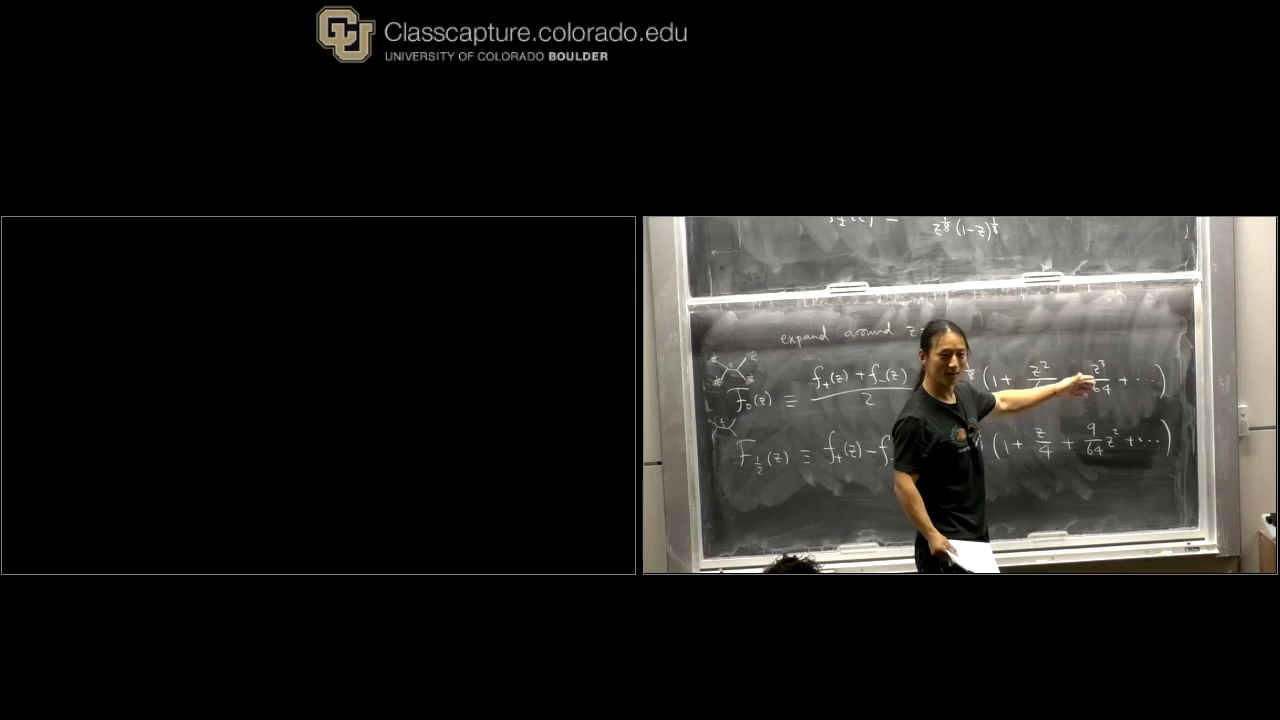 Classcapture.colorado.edu
UNIVERSITY OF COLORADO BOULDER
z^{1/8} (1-z)^{1/8}
expand around z
F_0(z) ≡ \frac{f_+(z) + f_-(z)}{2} (1 + z^2 z^3/64 + ⋯)
F_{1/2}(z) ≡ f_+(z) - f (1 + z/4 + 9/64 z^2 + ⋯)